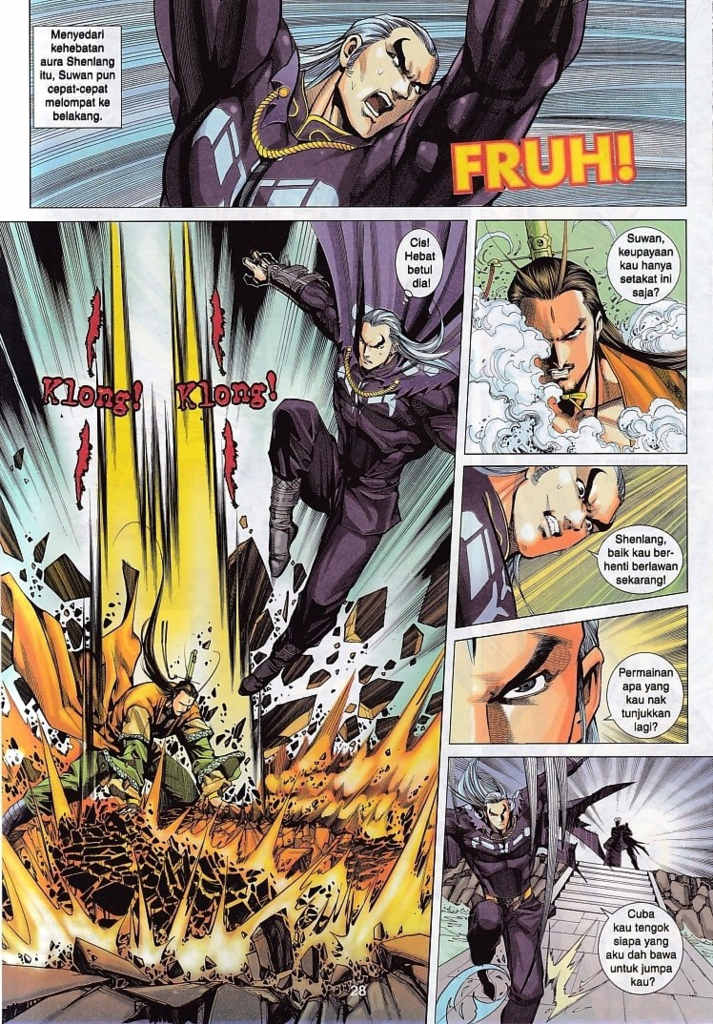 Menyedari
kehebatan
aura Shenlang
itu, Suwan pun
cepat-cepat
melompat ke
belakang.
FRUH!
Cis!
Hebat
betul
dia!
Klong! Klong!
Suwan,
keupayaan
kau hanya
setakat ini
saja?
Shenlang,
baik kau ber-
henti berlawan
sekarang!
Permainan
apa yang
kau nak
tunjukkan
lagi?
Cuba
kau tengok
siapa yang
aku dah bawa
untuk jumpa
kau?
28